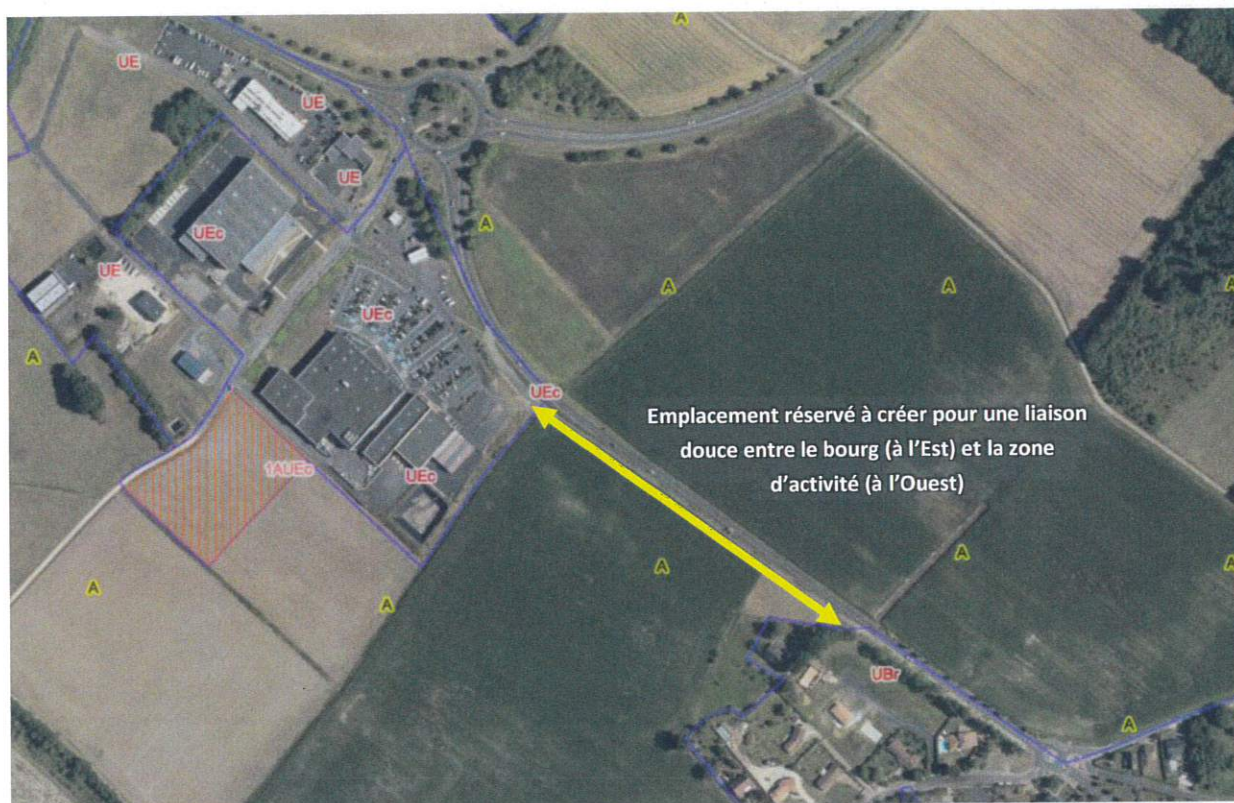 A
UE
UE
UE
A
UEc
A
A
A
UE
UEc
A
UEc
Emplacement réservé à créer pour une liaison
douce entre le bourg (à l’Est) et la zone
d’activité (à l’Ouest)
1AUEc
UEc
A
A
A
A
A
UBr
A
A